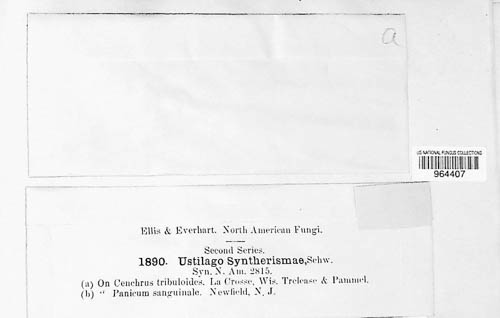 a
US NATIONAL FUNGUS COLLECTIONS
964407
Ellis & Everhart. North American Fungi.
Second Series.
1890. Ustilago Syntherismae, Schw.
Syn. N. Am. 2815.
(a) On Cenchrus tribuloides. La Crosse, Wis. Trelease & Pammel.
(b) " Panicum sanguinale. Newfield, N. J.